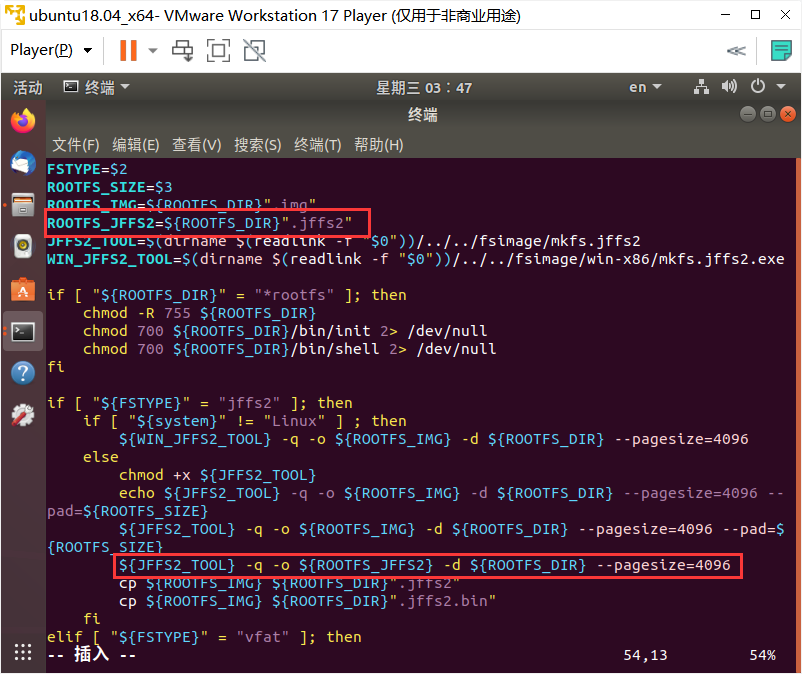 ubuntu18.04_x64- VMware Workstation 17 Player (仅用于非商业用途)
Player(P)
活动 终端 星期三 03：47 en
终端
文件(F) 编辑(E) 查看(V) 搜索(S) 终端(T) 帮助(H)
FSTYPE=$2
ROOTFS_SIZE=$3
ROOTFS_IMG=${ROOTFS_DIR}".img"
ROOTFS_JFFS2=${ROOTFS_DIR}".jffs2"
JFFS2_TOOL=$(dirname $(readlink -f "$0"))/../../fsimage/mkfs.jffs2
WIN_JFFS2_TOOL=$(dirname $(readlink -f "$0"))/../../fsimage/win-x86/mkfs.jffs2.exe
if [ "${ROOTFS_DIR}" = "*rootfs" ]; then
    chmod -R 755 ${ROOTFS_DIR}
    chmod 700 ${ROOTFS_DIR}/bin/init 2> /dev/null
    chmod 700 ${ROOTFS_DIR}/bin/shell 2> /dev/null
fi
if [ "${FSTYPE}" = "jffs2" ]; then
    if [ "${system}" != "Linux" ] ; then
        ${WIN_JFFS2_TOOL} -q -o ${ROOTFS_IMG} -d ${ROOTFS_DIR} --pagesize=4096
    else
        chmod +x ${JFFS2_TOOL}
        echo ${JFFS2_TOOL} -q -o ${ROOTFS_IMG} -d ${ROOTFS_DIR} --pagesize=4096 --
pad=${ROOTFS_SIZE}
        ${JFFS2_TOOL} -q -o ${ROOTFS_IMG} -d ${ROOTFS_DIR} --pagesize=4096 --pad=$
{ROOTFS_SIZE}
        ${JFFS2_TOOL} -q -o ${ROOTFS_JFFS2} -d ${ROOTFS_DIR} --pagesize=4096
        cp ${ROOTFS_IMG} ${ROOTFS_DIR}".jffs2"
        cp ${ROOTFS_IMG} ${ROOTFS_DIR}".jffs2.bin"
    fi
elif [ "${FSTYPE}" = "vfat" ]; then
-- 插入 -- 54,13 54%